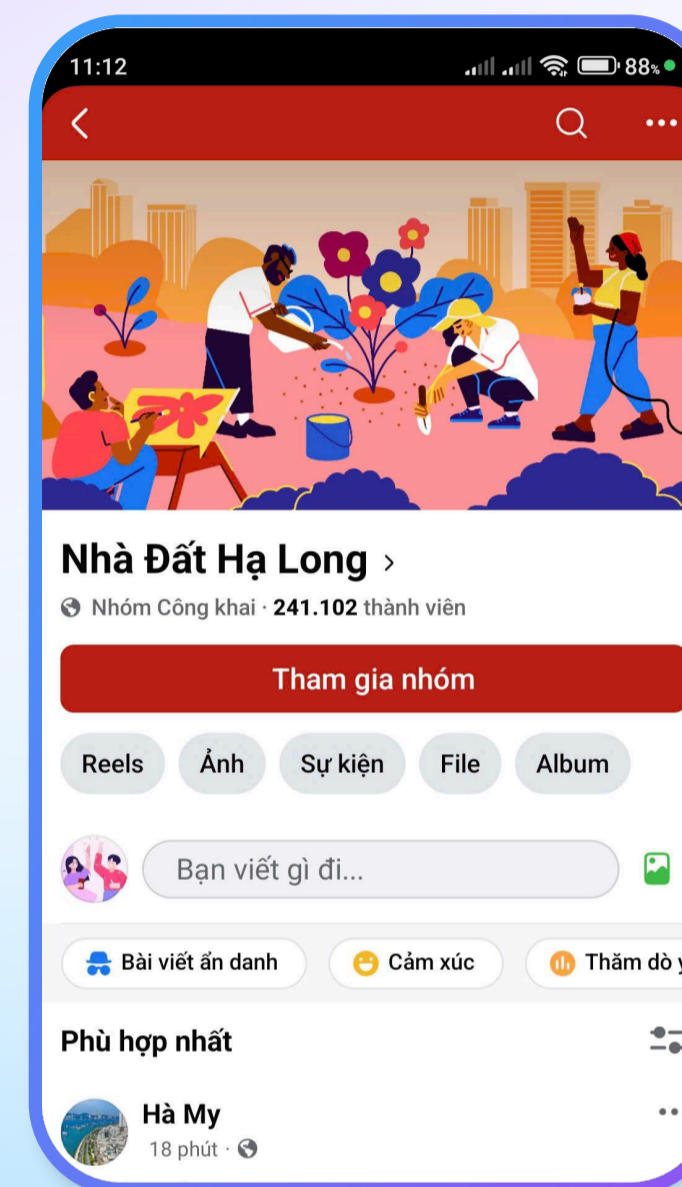 11:12
88%
Nhà Đất Hạ Long
Nhóm Công khai · 241.102 thành viên
Tham gia nhóm
Reels Ảnh Sự kiện File Album
Bạn viết gì đi...
Bài viết ẩn danh Cảm xúc Thăm dò
Phù hợp nhất
Hà My
18 phút ·